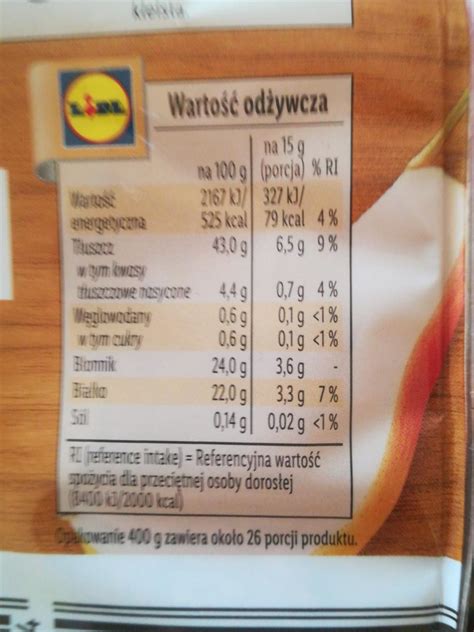 kleista.
LIDL
Wartość odżywcza
na 15 g
na 100 g (porcja) % RI
Wartość 2167 kJ/ 327 kJ/
energetyczna 525 kcal 79 kcal 4 %
Tłuszcz 43,0 g 6,5 g 9 %
w tym kwasy
tłuszczowe nasycone 4,4 g 0,7 g 4 %
Węglowodany 0,6 g 0,1 g <1 %
w tym cukry 0,6 g 0,1 g <1 %
Błonnik 24,0 g 3,6 g -
Białko 22,0 g 3,3 g 7 %
Sól 0,14 g 0,02 g <1 %
RI (reference intake) = Referencyjna wartość
spożycia dla przeciętnej osoby dorosłej
(8400 kJ/2000 kcal)
Opakowanie 400 g zawiera około 26 porcji produktu.